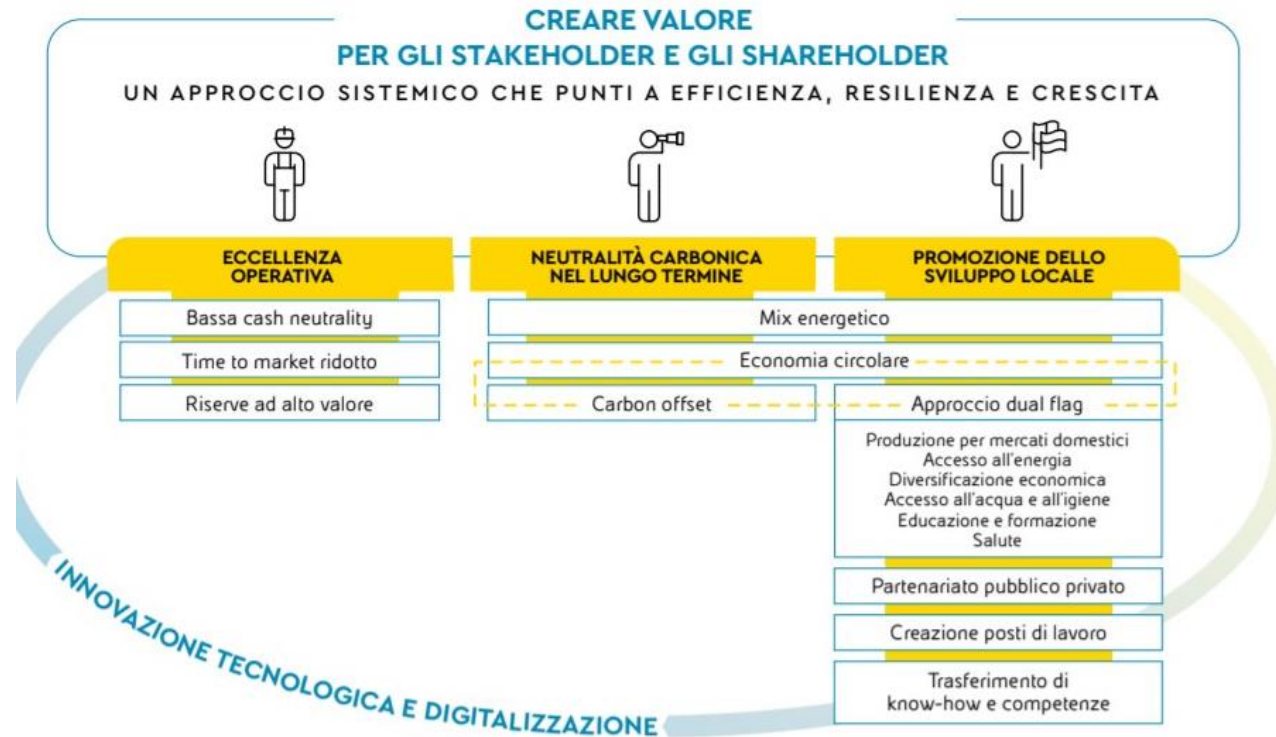 CREARE VALORE
PER GLI STAKEHOLDER E GLI SHAREHOLDER
UN APPROCCIO SISTEMICO CHE PUNTI A EFFICIENZA, RESILIENZA E CRESCITA
ECCELLENZA
OPERATIVA
Bassa cash neutrality
Time to market ridotto
Riserve ad alto valore
NEUTRALITÀ CARBONICA
NEL LUNGO TERMINE
PROMOZIONE DELLO
SVILUPPO LOCALE
Mix energetico
Economia circolare
Carbon offset
Approccio dual flag
Produzione per mercati domestici
Accesso all'energia
Diversificazione economica
Accesso all'acqua e all'igiene
Educazione e formazione
Salute
Partenariato pubblico privato
Creazione posti di lavoro
Trasferimento di
know-how e competenze
INNOVAZIONE TECNOLOGICA E DIGITALIZZAZIONE